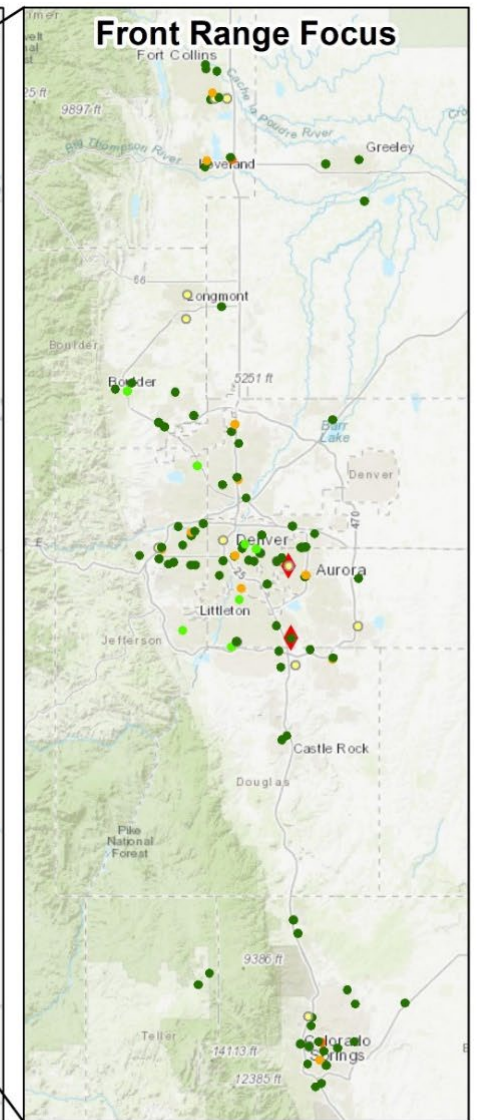 Front Range Focus
Fort Collins
9897 ft
Cache la Poudre River
Greeley
Big Thompson River
Loveland
Longmont
Boulder
Boulder
5251 ft
Barr
Lake
Denver
470
Denver
Aurora
25
Littleton
Jefferson
Castle Rock
Douglas
Pike
National
Forest
9386 ft
Teller
Colorado
Springs
14113 ft
12385 ft